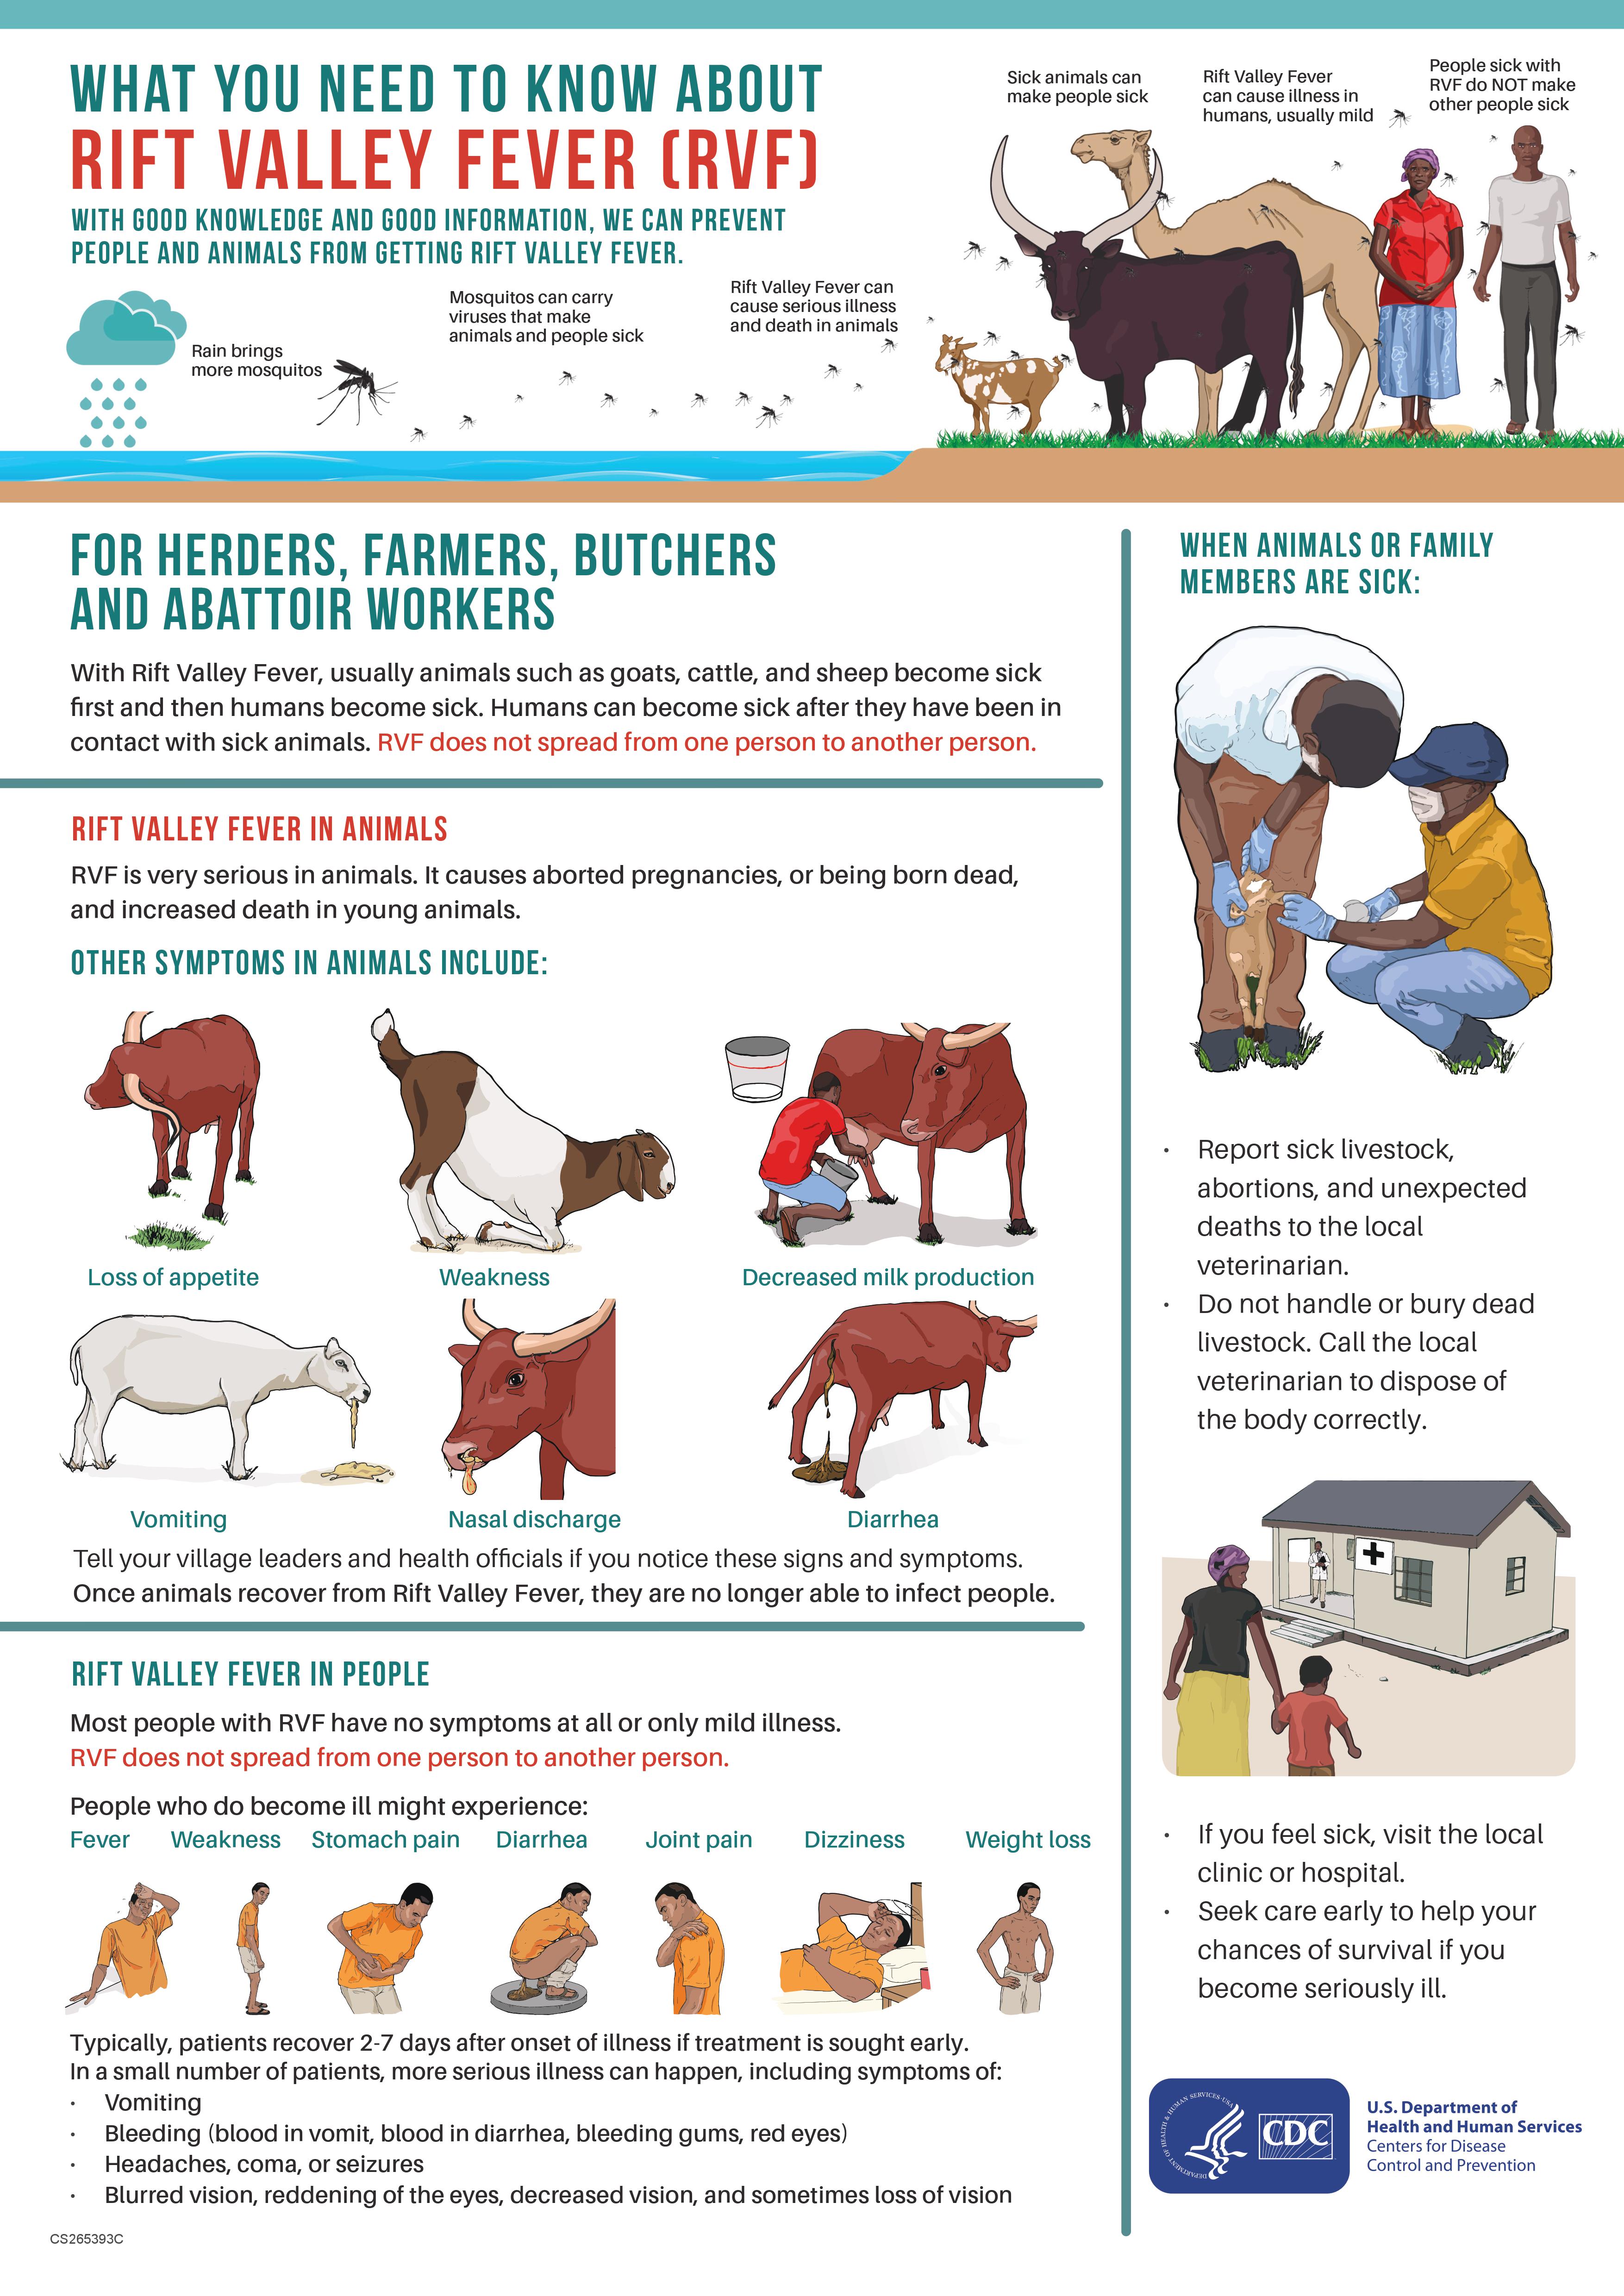 WHAT YOU NEED TO KNOW ABOUT
RIFT VALLEY FEVER (RVF)
WITH GOOD KNOWLEDGE AND GOOD INFORMATION, WE CAN PREVENT
PEOPLE AND ANIMALS FROM GETTING RIFT VALLEY FEVER.
Rain brings
more mosquitos
Mosquitos can carry
viruses that make
animals and people sick
Rift Valley Fever can
cause serious illness
and death in animals
Sick animals can
make people sick
Rift Valley Fever
can cause illness in
humans, usually mild
People sick with
RVF do NOT make
other people sick
FOR HERDERS, FARMERS, BUTCHERS
AND ABATTOIR WORKERS
With Rift Valley Fever, usually animals such as goats, cattle, and sheep become sick
first and then humans become sick. Humans can become sick after they have been in
contact with sick animals. RVF does not spread from one person to another person.
RIFT VALLEY FEVER IN ANIMALS
RVF is very serious in animals. It causes aborted pregnancies, or being born dead,
and increased death in young animals.
OTHER SYMPTOMS IN ANIMALS INCLUDE:
Loss of appetite
Weakness
Decreased milk production
Vomiting
Nasal discharge
Diarrhea
Tell your village leaders and health officials if you notice these signs and symptoms.
Once animals recover from Rift Valley Fever, they are no longer able to infect people.
RIFT VALLEY FEVER IN PEOPLE
Most people with RVF have no symptoms at all or only mild illness.
RVF does not spread from one person to another person.
People who do become ill might experience:
Fever
Weakness
Stomach pain
Diarrhea
Joint pain
Dizziness
Weight loss
Typically, patients recover 2-7 days after onset of illness if treatment is sought early.
In a small number of patients, more serious illness can happen, including symptoms of:
· Vomiting
· Bleeding (blood in vomit, blood in diarrhea, bleeding gums, red eyes)
· Headaches, coma, or seizures
· Blurred vision, reddening of the eyes, decreased vision, and sometimes loss of vision
CS265393C
WHEN ANIMALS OR FAMILY
MEMBERS ARE SICK:
· Report sick livestock,
abortions, and unexpected
deaths to the local
veterinarian.
· Do not handle or bury dead
livestock. Call the local
veterinarian to dispose of
the body correctly.
· If you feel sick, visit the local
clinic or hospital.
· Seek care early to help your
chances of survival if you
become seriously ill.
DEPARTMENT OF HEALTH & HUMAN SERVICES·USA
CDC
U.S. Department of
Health and Human Services
Centers for Disease
Control and Prevention